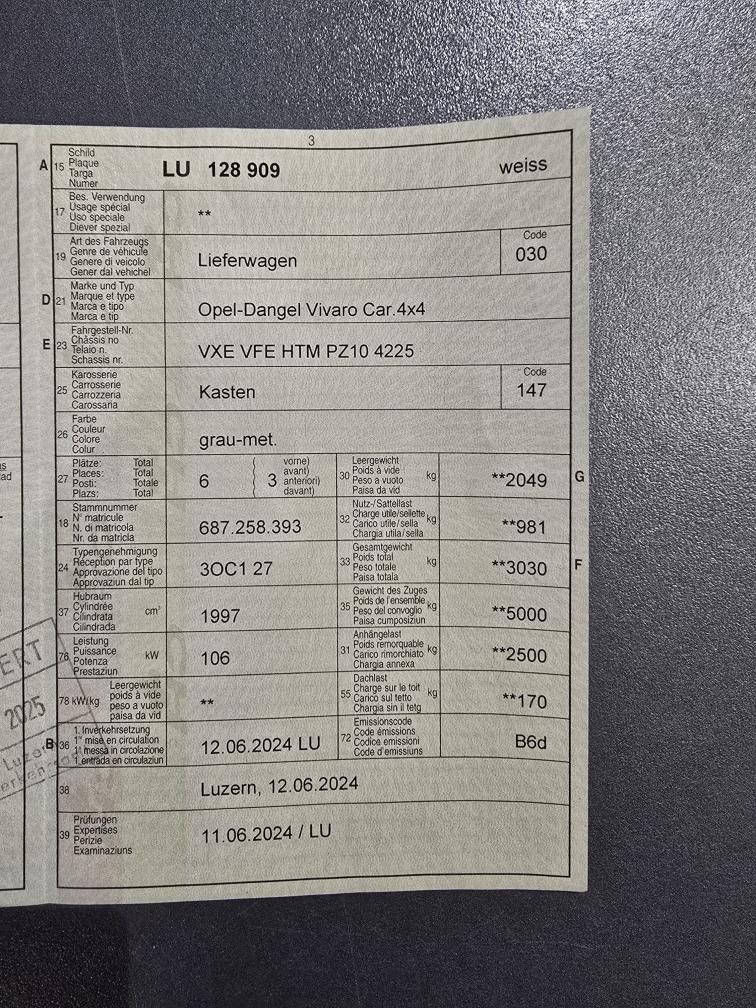 3
A 15 Schild
Plaque
Targa
Numer
LU 128 909 weiss
17 Bes. Verwendung
Usage spécial
Uso speciale
Diever spezial
**
19 Art des Fahrzeugs
Genre de véhicule
Genere di veicolo
Gener dal vehichel
Lieferwagen
Code
030
D 21 Marke und Typ
Marque et type
Marca e tipo
Marca e tip
Opel-Dangel Vivaro Car.4x4
E 23 Fahrgestell-Nr.
Châssis no
Telaio n.
Schassis nr.
VXE VFE HTM PZ10 4225
25 Karosserie
Carrosserie
Carrozzeria
Carossaria
Kasten
Code
147
26 Farbe
Couleur
Colore
Colur
grau-met.
27 Plätze: Total
Places: Total
Posti: Totale
Plazs: Total
6
3 vorne)
avant)
anteriori)
davant)
30 Leergewicht
Poids à vide
Peso a vuoto
Paisa da vid
kg
**2049 G
18 Stammnummer
N° matricule
N. di matricola
Nr. da matricla
687.258.393
32 Nutz-/Sattellast
Charge utile/sellette
Carico utile/sella
Chargia utila/sella
kg
**981
24 Typengenehmigung
Réception par type
Approvazione del tipo
Approvaziun dal tip
3OC1 27
33 Gesamtgewicht
Poids total
Peso totale
Paisa totala
kg
**3030 F
37 Hubraum
Cylindrée
Cilindrata
Cilindrada
cm³
1997
35 Gewicht des Zuges
Poids de l'ensemble
Peso del convoglio
Paisa cumposiziun
kg
**5000
76 Leistung
Puissance
Potenza
Prestaziun
kW
106
31 Anhängelast
Poids remorquable
Carico rimorchiato
Chargia annexa
kg
**2500
78 kW/kg Leergewicht
poids à vide
peso a vuoto
paisa da vid
**
55 Dachlast
Charge sur le toit
Carico sul tetto
Chargia sin il tetg
kg
**170
B 36 1. Inverkehrsetzung
1re mise en circulation
1a messa in circolazione
1. entrada en circulaziun
12.06.2024 LU
72 Emissionscode
Code émissions
Codice emissioni
Code d'emissiuns
B6d
38
Luzern, 12.06.2024
39 Prüfungen
Expertises
Perizie
Examinaziuns
11.06.2024 / LU
ERT
2025
Luzer